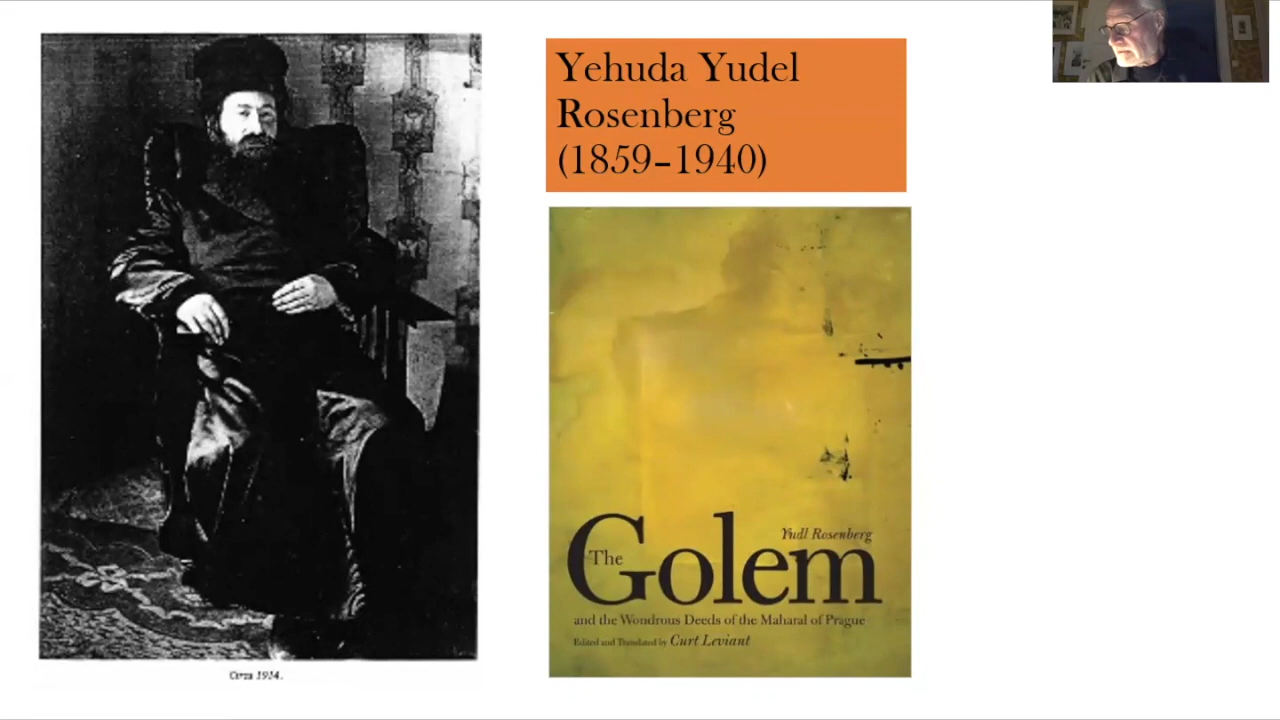 Yehuda Yudel
Rosenberg
(1859–1940)
Yudl Rosenberg
The Golem
and the Wondrous Deeds of the Maharal of Prague
Edited and Translated by Curt Leviant
Circa 1914.